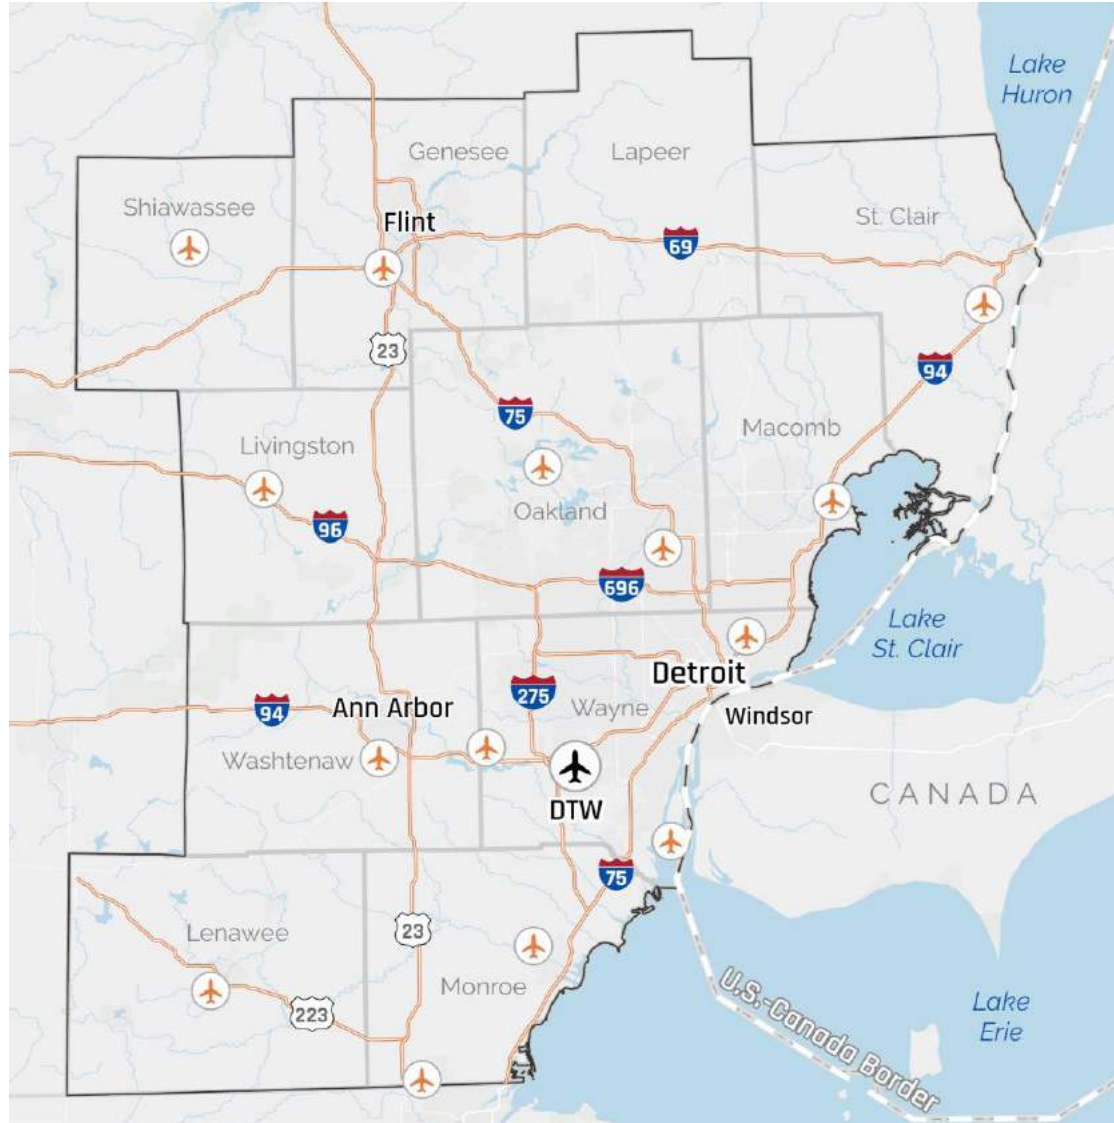 Lake
Huron
Genesee
Lapeer
Shiawassee
St. Clair
Flint
69
23
94
75
Macomb
Livingston
Oakland
96
696
Lake
St. Clair
Detroit
275
94
Ann Arbor
Wayne
Windsor
Washtenaw
CANADA
DTW
75
23
Lenawee
Monroe
223
U.S.-Canada Border
Lake
Erie